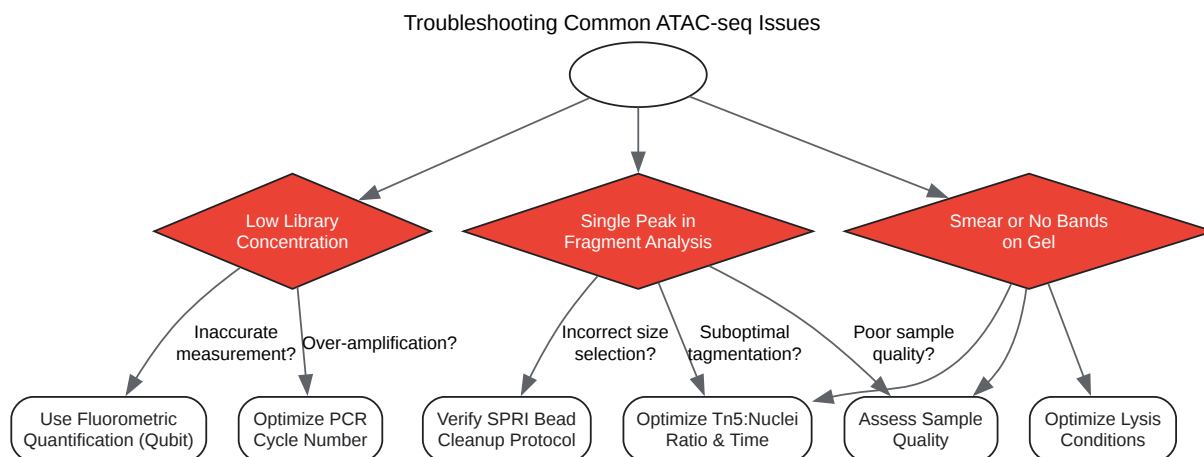 Troubleshooting Common ATAC-seq Issues
Low Library
Concentration
Single Peak in
Fragment Analysis
Smear or No Bands
on Gel
Inaccurate
measurement?
Over-amplification?
Incorrect size
selection?
Suboptimal
tagmentation?
Poor sample
quality?
Use Fluorometric
Quantification (Qubit)
Optimize PCR
Cycle Number
Verify SPRI Bead
Cleanup Protocol
Optimize Tn5:Nuclei
Ratio & Time
Assess Sample
Quality
Optimize Lysis
Conditions